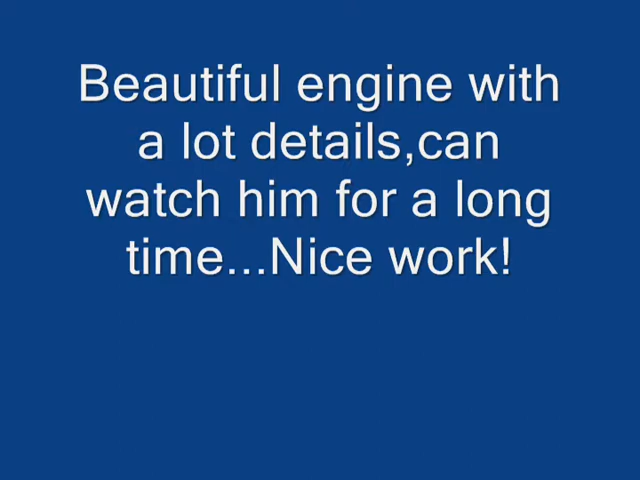 Beautiful engine with
a lot details,can
watch him for a long
time...Nice work!